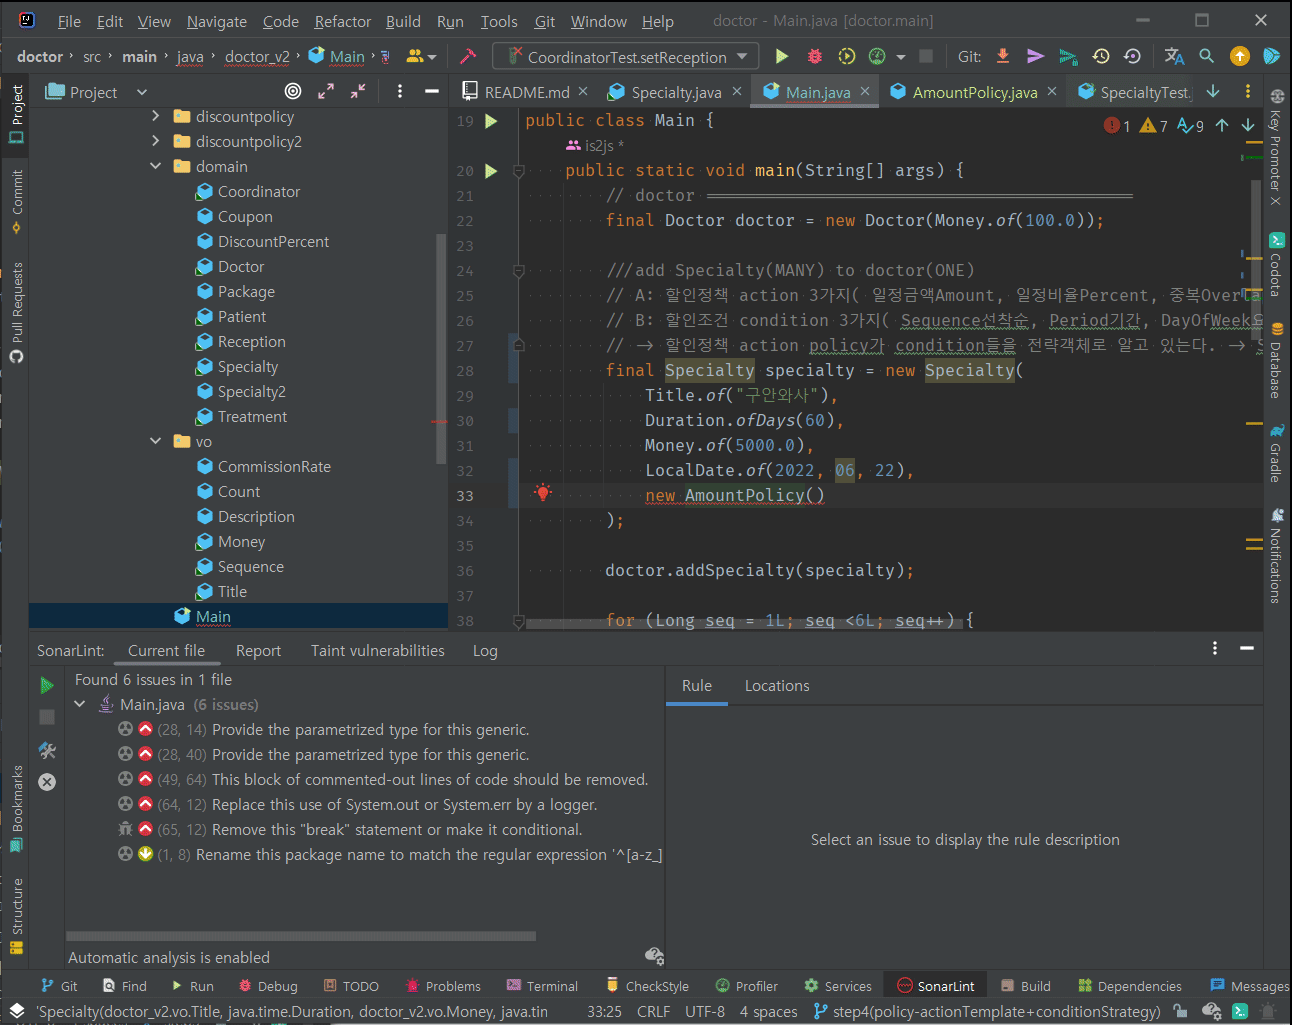 File Edit View Navigate Code Refactor Build Run Tools Git Window Help doctor - Main.java [doctor.main]
doctor src main java doctor_v2 Main CoordinatorTest.setReception Git:
Project README.md Specialty.java Main.java AmountPolicy.java SpecialtyTest.
discountpolicy
discountpolicy2
domain
Coordinator
Coupon
DiscountPercent
Doctor
Package
Patient
Reception
Specialty
Specialty2
Treatment
vo
CommissionRate
Count
Description
Money
Sequence
Title
Main
1 7 9
19 public class Main {
is2js *
20 public static void main(String[] args) {
21 // doctor ==========================================
22 final Doctor doctor = new Doctor(Money.of(100.0));
23
24 ///add Specialty(MANY) to doctor(ONE)
25 // A: 할인정책 action 3가지( 일정금액Amount, 일정비율Percent, 중복Overla
26 // B: 할인조건 condition 3가지( Sequence선착순, Period기간, DayOfWeek요
27 // -> 할인정책 action policy가 condition들을 전략객체로 알고 있는다. -> S
28 final Specialty specialty = new Specialty(
29 Title.of("구안와사"),
30 Duration.ofDays(60),
31 Money.of(5000.0),
32 LocalDate.of(2022, 06, 22),
33 new AmountPolicy()
34 );
35
36 doctor.addSpecialty(specialty);
37
38 for (Long seq = 1L; seq <6L; seq++) {
Project
Commit
Pull Requests
Bookmarks
Structure
Key Promoter X
Codota
Database
Gradle
Notifications
SonarLint: Current file Report Taint vulnerabilities Log
Found 6 issues in 1 file
Main.java (6 issues)
(28, 14) Provide the parametrized type for this generic.
(28, 40) Provide the parametrized type for this generic.
(49, 64) This block of commented-out lines of code should be removed.
(64, 12) Replace this use of System.out or System.err by a logger.
(65, 12) Remove this "break" statement or make it conditional.
(1, 8) Rename this package name to match the regular expression '^[a-z_]
Automatic analysis is enabled
Rule Locations
Select an issue to display the rule description
Git Find Run Debug TODO Problems Terminal CheckStyle Profiler Services SonarLint Build Dependencies Messages
'Specialty(doctor_v2.vo.Title, java.time.Duration, doctor_v2.vo.Money, java.tin 33:25 CRLF UTF-8 4 spaces step4(policy-actionTemplate+conditionStrategy)